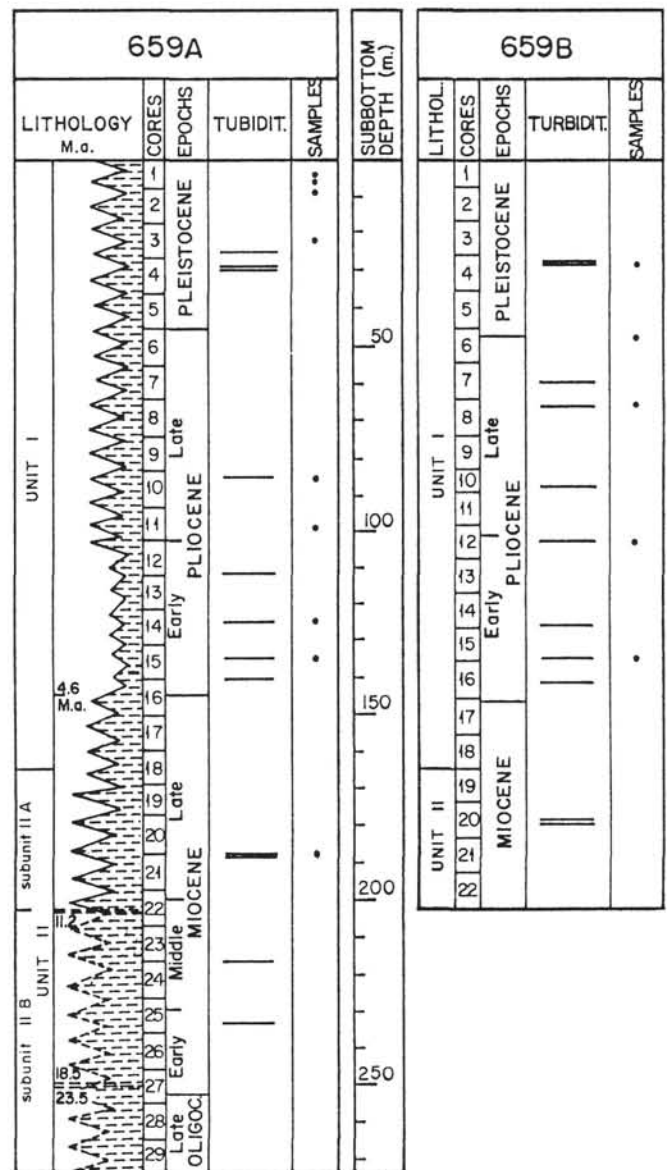 659A
LITHOLOGY
M.a.
CORES
EPOCHS
TUBIDIT.
SAMPLES
UNIT I
subunit II A
UNIT II
subunit II B
4.6
M.a.
11.2
18.5
23.5
1
2
3
4
5
6
7
8
9
10
11
12
13
14
15
16
17
18
19
20
21
22
23
24
25
26
27
28
29
PLEISTOCENE
Late
PLIOCENE
Early
Late
MIOCENE
Middle
Early
Late
OLIGOC.
SUBBOTTOM
DEPTH (m.)
50
100
150
200
250
659B
LITHOL.
CORES
EPOCHS
TURBIDIT.
SAMPLES
UNIT I
UNIT II
1
2
3
4
5
6
7
8
9
10
11
12
13
14
15
16
17
18
19
20
21
22
PLEISTOCENE
Late
PLIOCENE
Early
MIOCENE